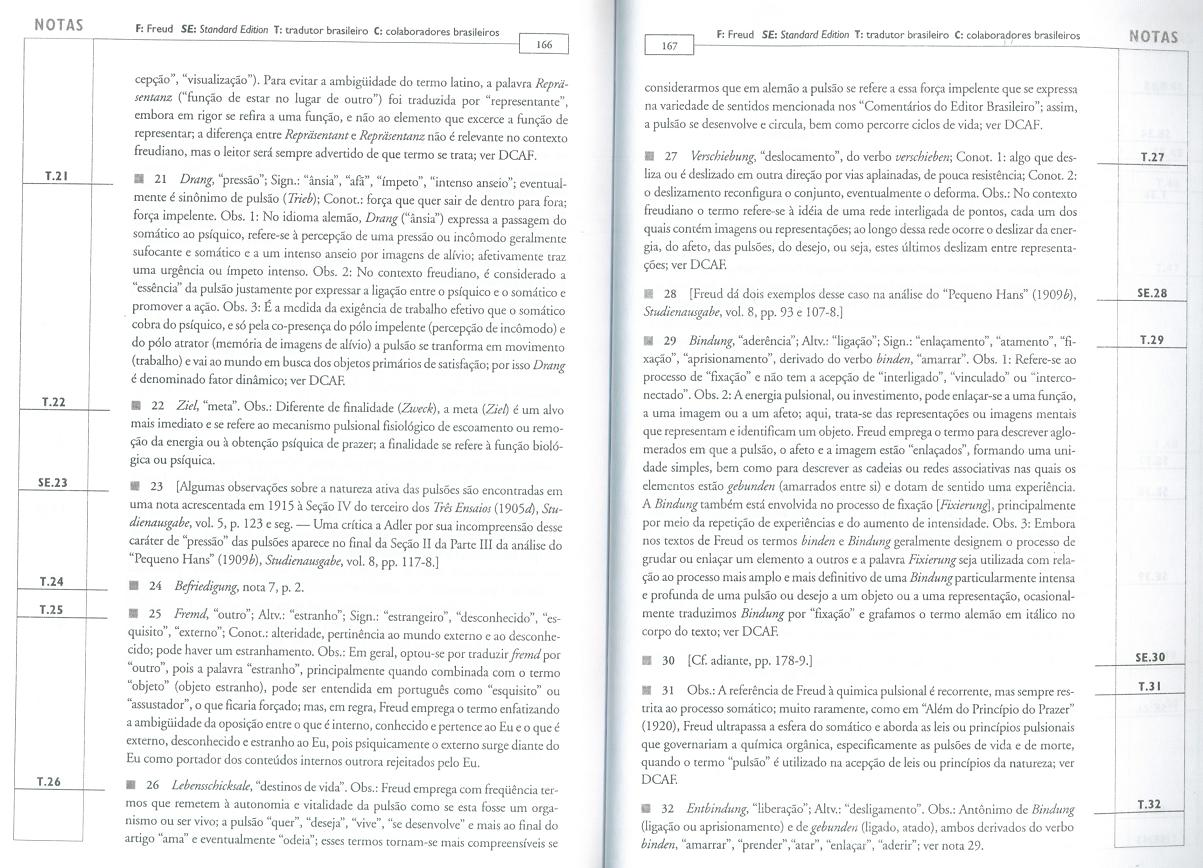 NOTAS
F: Freud SE: Standard Edition T: tradutor brasileiro C: colaboradores brasileiros
166
cepção”, “visualização”). Para evitar a ambigüidade do termo latino, a palavra Reprä-
sentanz (“função de estar no lugar de outro”) foi traduzida por “representante”,
embora em rigor se refira a uma função, e não ao elemento que excerce a função de
representar; a diferença entre Repräsentant e Repräsentanz não é relevante no contexto
freudiano, mas o leitor será sempre advertido de que termo se trata; ver DCAF.
T.21
21 Drang, “pressão”; Sign.: “ânsia”, “afã”, “ímpeto”, “intenso anseio”; eventual-
mente é sinônimo de pulsão (Trieb); Conot.: força que quer sair de dentro para fora;
força impelente. Obs. 1: No idioma alemão, Drang (“ânsia”) expressa a passagem do
somático ao psíquico, refere-se à percepção de uma pressão ou incômodo geralmente
sufocante e somático e a um intenso anseio por imagens de alívio; afetivamente traz
uma urgência ou ímpeto intenso. Obs. 2: No contexto freudiano, é considerado a
“essência” da pulsão justamente por expressar a ligação entre o psíquico e o somático e
promover a ação. Obs. 3: É a medida da exigência de trabalho efetivo que o somático
cobra do psíquico, e só pela co-presença do pólo impelente (percepção de incômodo) e
do pólo atrator (memória de imagens de alívio) a pulsão se tranforma em movimento
(trabalho) e vai ao mundo em busca dos objetos primários de satisfação; por isso Drang
é denominado fator dinâmico; ver DCAF.
T.22
22 Ziel, “meta”. Obs.: Diferente de finalidade (Zweck), a meta (Ziel) é um alvo
mais imediato e se refere ao mecanismo pulsional fisiológico de escoamento ou remo-
ção da energia ou à obtenção psíquica de prazer; a finalidade se refere à função bioló-
gica ou psíquica.
SE.23
23 [Algumas observações sobre a natureza ativa das pulsões são encontradas em
uma nota acrescentada em 1915 à Seção IV do terceiro dos Três Ensaios (1905d), Stu-
dienausgabe, vol. 5, p. 123 e seg. — Uma crítica a Adler por sua incompreensão desse
caráter de “pressão” das pulsões aparece no final da Seção II da Parte III da análise do
“Pequeno Hans” (1909b), Studienausgabe, vol. 8, pp. 117-8.]
T.24
24 Befriedigung, nota 7, p. 2.
T.25
25 Fremd, “outro”; Altv.: “estranho”; Sign.: “estrangeiro”, “desconhecido”, “es-
quisito”, “externo”; Conot.: alteridade, pertinência ao mundo externo e ao desconhe-
cido; pode haver um estranhamento. Obs.: Em geral, optou-se por traduzir fremd por
“outro”, pois a palavra “estranho”, principalmente quando combinada com o termo
“objeto” (objeto estranho), pode ser entendida em português como “esquisito” ou
“assustador”, o que ficaria forçado; mas, em regra, Freud emprega o termo enfatizando
a ambigüidade da oposição entre o que é interno, conhecido e pertence ao Eu e o que é
externo, desconhecido e estranho ao Eu, pois psiquicamente o externo surge diante do
Eu como portador dos conteúdos internos outrora rejeitados pelo Eu.
T.26
26 Lebensschicksale, “destinos de vida”. Obs.: Freud emprega com freqüência ter-
mos que remetem à autonomia e vitalidade da pulsão como se esta fosse um orga-
nismo ou ser vivo; a pulsão “quer”, “deseja”, “vive”, “se desenvolve” e mais ao final do
artigo “ama” e eventualmente “odeia”; esses termos tornam-se mais compreensíveis se
167
F: Freud SE: Standard Edition T: tradutor brasileiro C: colaboradores brasileiros
NOTAS
considerarmos que em alemão a pulsão se refere a essa força impelente que se expressa
na variedade de sentidos mencionada nos “Comentários do Editor Brasileiro”; assim,
a pulsão se desenvolve e circula, bem como percorre ciclos de vida; ver DCAF.
27 Verschiebung, “deslocamento”, do verbo verschieben; Conot. 1: algo que des-
T.27
liza ou é deslizado em outra direção por vias aplainadas, de pouca resistência; Conot. 2:
o deslizamento reconfigura o conjunto, eventualmente o deforma. Obs.: No contexto
freudiano o termo refere-se à idéia de uma rede interligada de pontos, cada um dos
quais contém imagens ou representações; ao longo dessa rede ocorre o deslizar da ener-
gia, do afeto, das pulsões, do desejo, ou seja, estes últimos deslizam entre representa-
ções; ver DCAF.
28 [Freud dá dois exemplos desse caso na análise do “Pequeno Hans” (1909b),
SE.28
Studienausgabe, vol. 8, pp. 93 e 107-8.]
29 Bindung, “aderência”; Altv.: “ligação”; Sign.: “enlaçamento”, “atamento”, “fi-
T.29
xação”, “aprisionamento”, derivado do verbo binden, “amarrar”. Obs. 1: Refere-se ao
processo de “fixação” e não tem a acepção de “interligado”, “vinculado” ou “interco-
nectado”. Obs. 2: A energia pulsional, ou investimento, pode enlaçar-se a uma função,
a uma imagem ou a um afeto; aqui, trata-se das representações ou imagens mentais
que representam e identificam um objeto. Freud emprega o termo para descrever aglo-
merados em que a pulsão, o afeto e a imagem estão “enlaçados”, formando uma uni-
dade simples, bem como para descrever as cadeias ou redes associativas nas quais os
elementos estão gebunden (amarrados entre si) e dotam de sentido uma experiência.
A Bindung também está envolvida no processo de fixação [Fixierung], principalmente
por meio da repetição de experiências e do aumento de intensidade. Obs. 3: Embora
nos textos de Freud os termos binden e Bindung geralmente designem o processo de
grudar ou enlaçar um elemento a outros e a palavra Fixierung seja utilizada com rela-
ção ao processo mais amplo e mais definitivo de uma Bindung particularmente intensa
e profunda de uma pulsão ou desejo a um objeto ou a uma representação, ocasional-
mente traduzimos Bindung por “fixação” e grafamos o termo alemão em itálico no
corpo do texto; ver DCAF.
30 [Cf. adiante, pp. 178-9.]
SE.30
31 Obs.: A referência de Freud à química pulsional é recorrente, mas sempre res-
T.31
trita ao processo somático; muito raramente, como em “Além do Princípio do Prazer”
(1920), Freud ultrapassa a esfera do somático e aborda as leis ou princípios pulsionais
que governariam a química orgânica, especificamente as pulsões de vida e de morte,
quando o termo “pulsão” é utilizado na acepção de leis ou princípios da natureza; ver
DCAF.
32 Entbindung, “liberação”; Altv.: “desligamento”. Obs.: Antônimo de Bindung
T.32
(ligação ou aprisionamento) e de gebunden (ligado, atado), ambos derivados do verbo
binden, “amarrar”, “prender”,“atar”, “enlaçar”, “aderir”; ver nota 29.